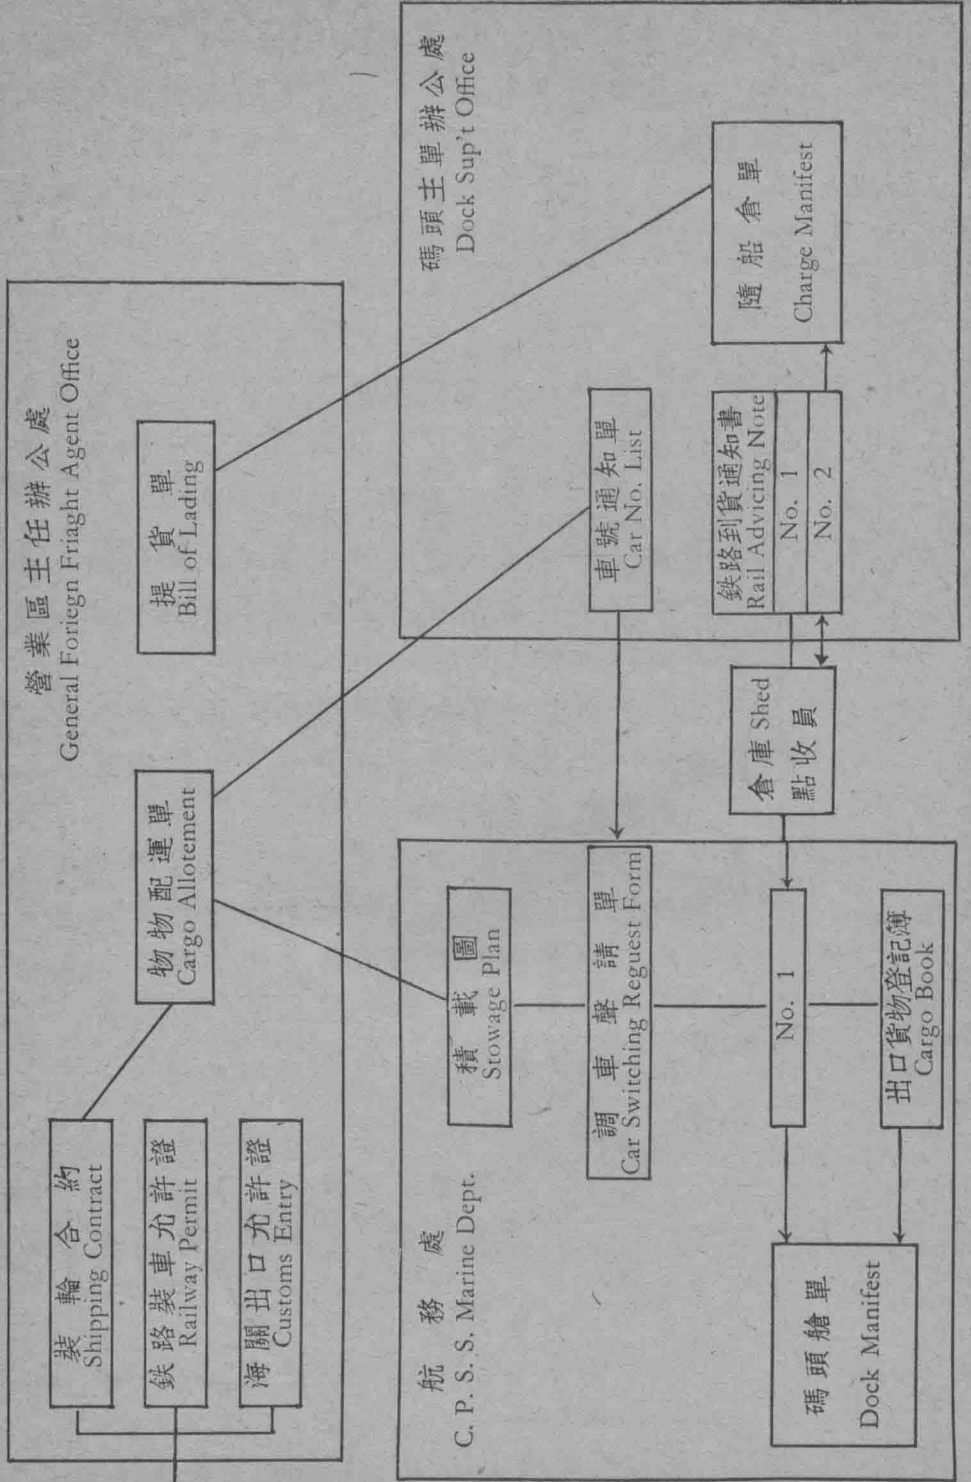 營業區主任辦公處
General Foriegn Friaght Agent Office
裝輪合約
Shipping Contract
鉄路裝車允許證
Railway Permit
海關出口允許證
Customs Entry
物物配運單
Cargo Allotement
提貨單
Bill of Lading
航務處
C. P. S. S. Marine Dept.
積載圖
Stowage Plan
調車聲請單
Car Switching Reguest Form
No. 1
出口貨物登記簿
Cargo Book
碼頭艙單
Dock Manifest
倉庫 Shed
點收員
碼頭主單辦公處
Dock Sup't Office
車號通知單
Car No. List
鉄路到貨通知書
Rail Advicing Note
No. 1
No. 2
隨船倉單
Charge Manifest